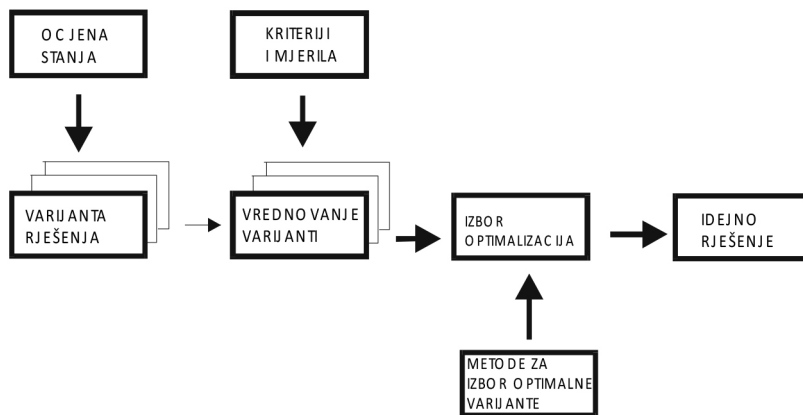 OCJENA
STANJA
KRITERIJI
I MJERILA
VARIJANTA
RJEŠENJA
VREDNOVANJE
VARIJANTI
IZBOR
OPTIMALIZACIJA
IDEJNO
RJEŠENJE
METODE ZA
IZBOR OPTIMALNE
VARIJANTE